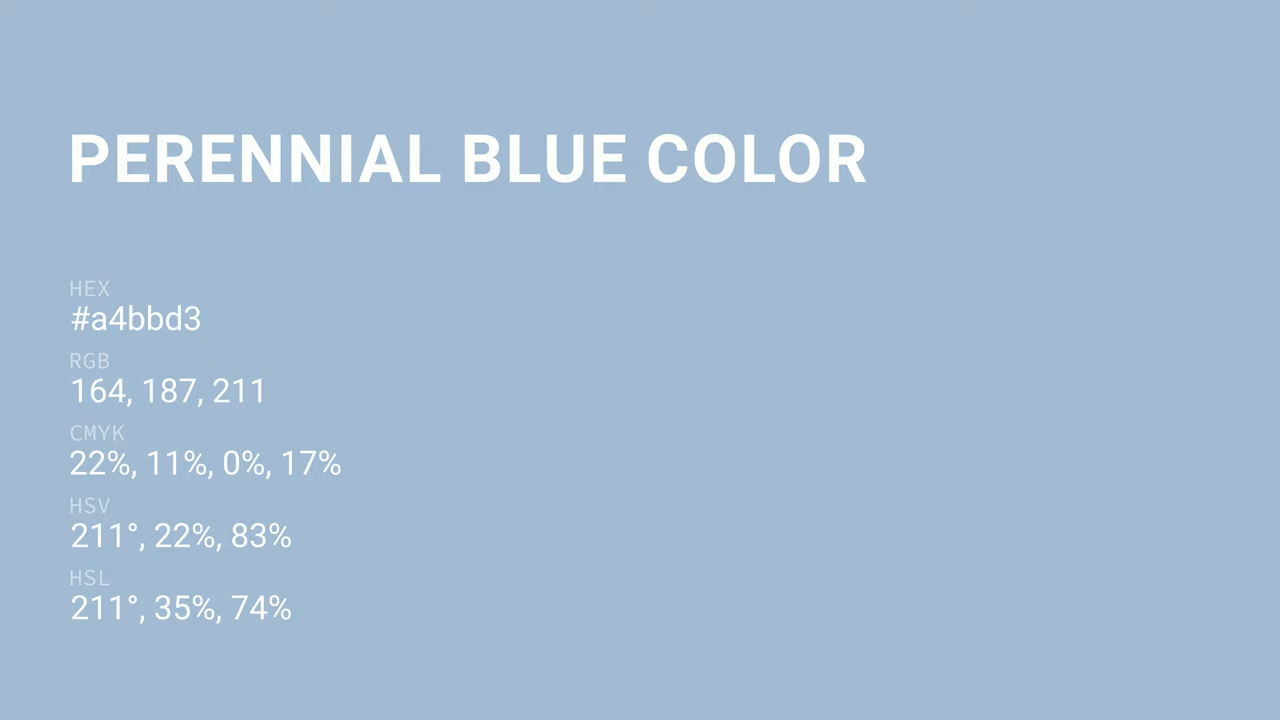 PERENNIAL BLUE COLOR
HEX
#a4bbd3
RGB
164, 187, 211
CMYK
22%, 11%, 0%, 17%
HSV
211°, 22%, 83%
HSL
211°, 35%, 74%